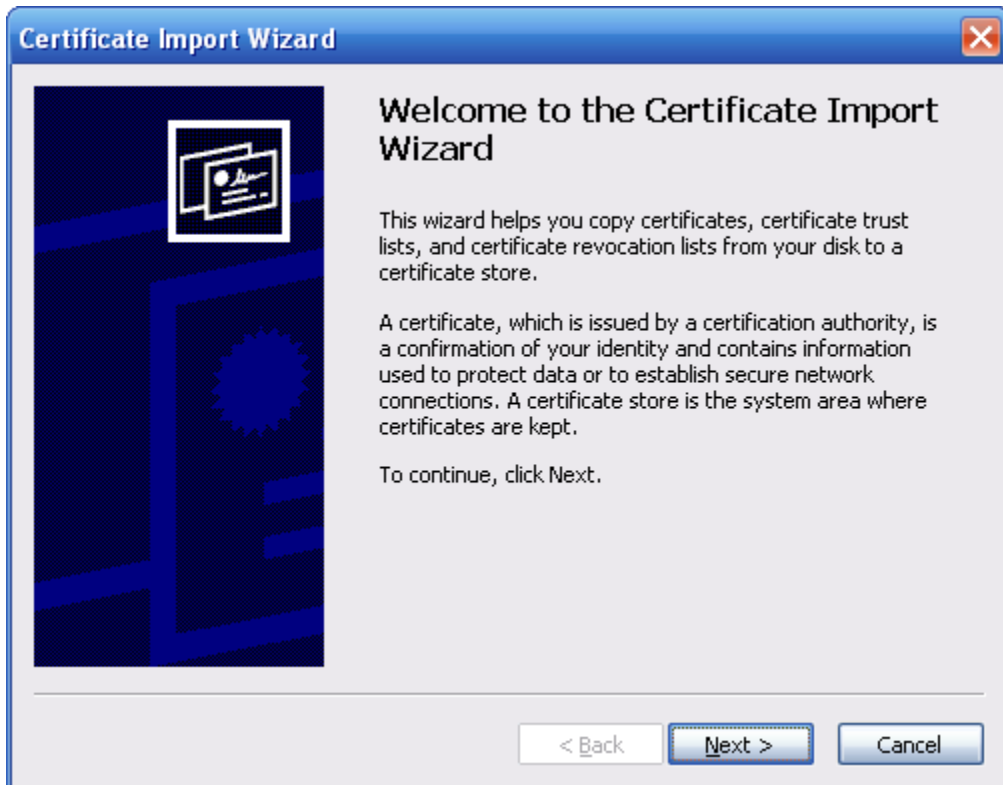 Certificate Import Wizard
Welcome to the Certificate Import
Wizard
This wizard helps you copy certificates, certificate trust
lists, and certificate revocation lists from your disk to a
certificate store.
A certificate, which is issued by a certification authority, is
a confirmation of your identity and contains information
used to protect data or to establish secure network
connections. A certificate store is the system area where
certificates are kept.
To continue, click Next.
< Back
Next >
Cancel